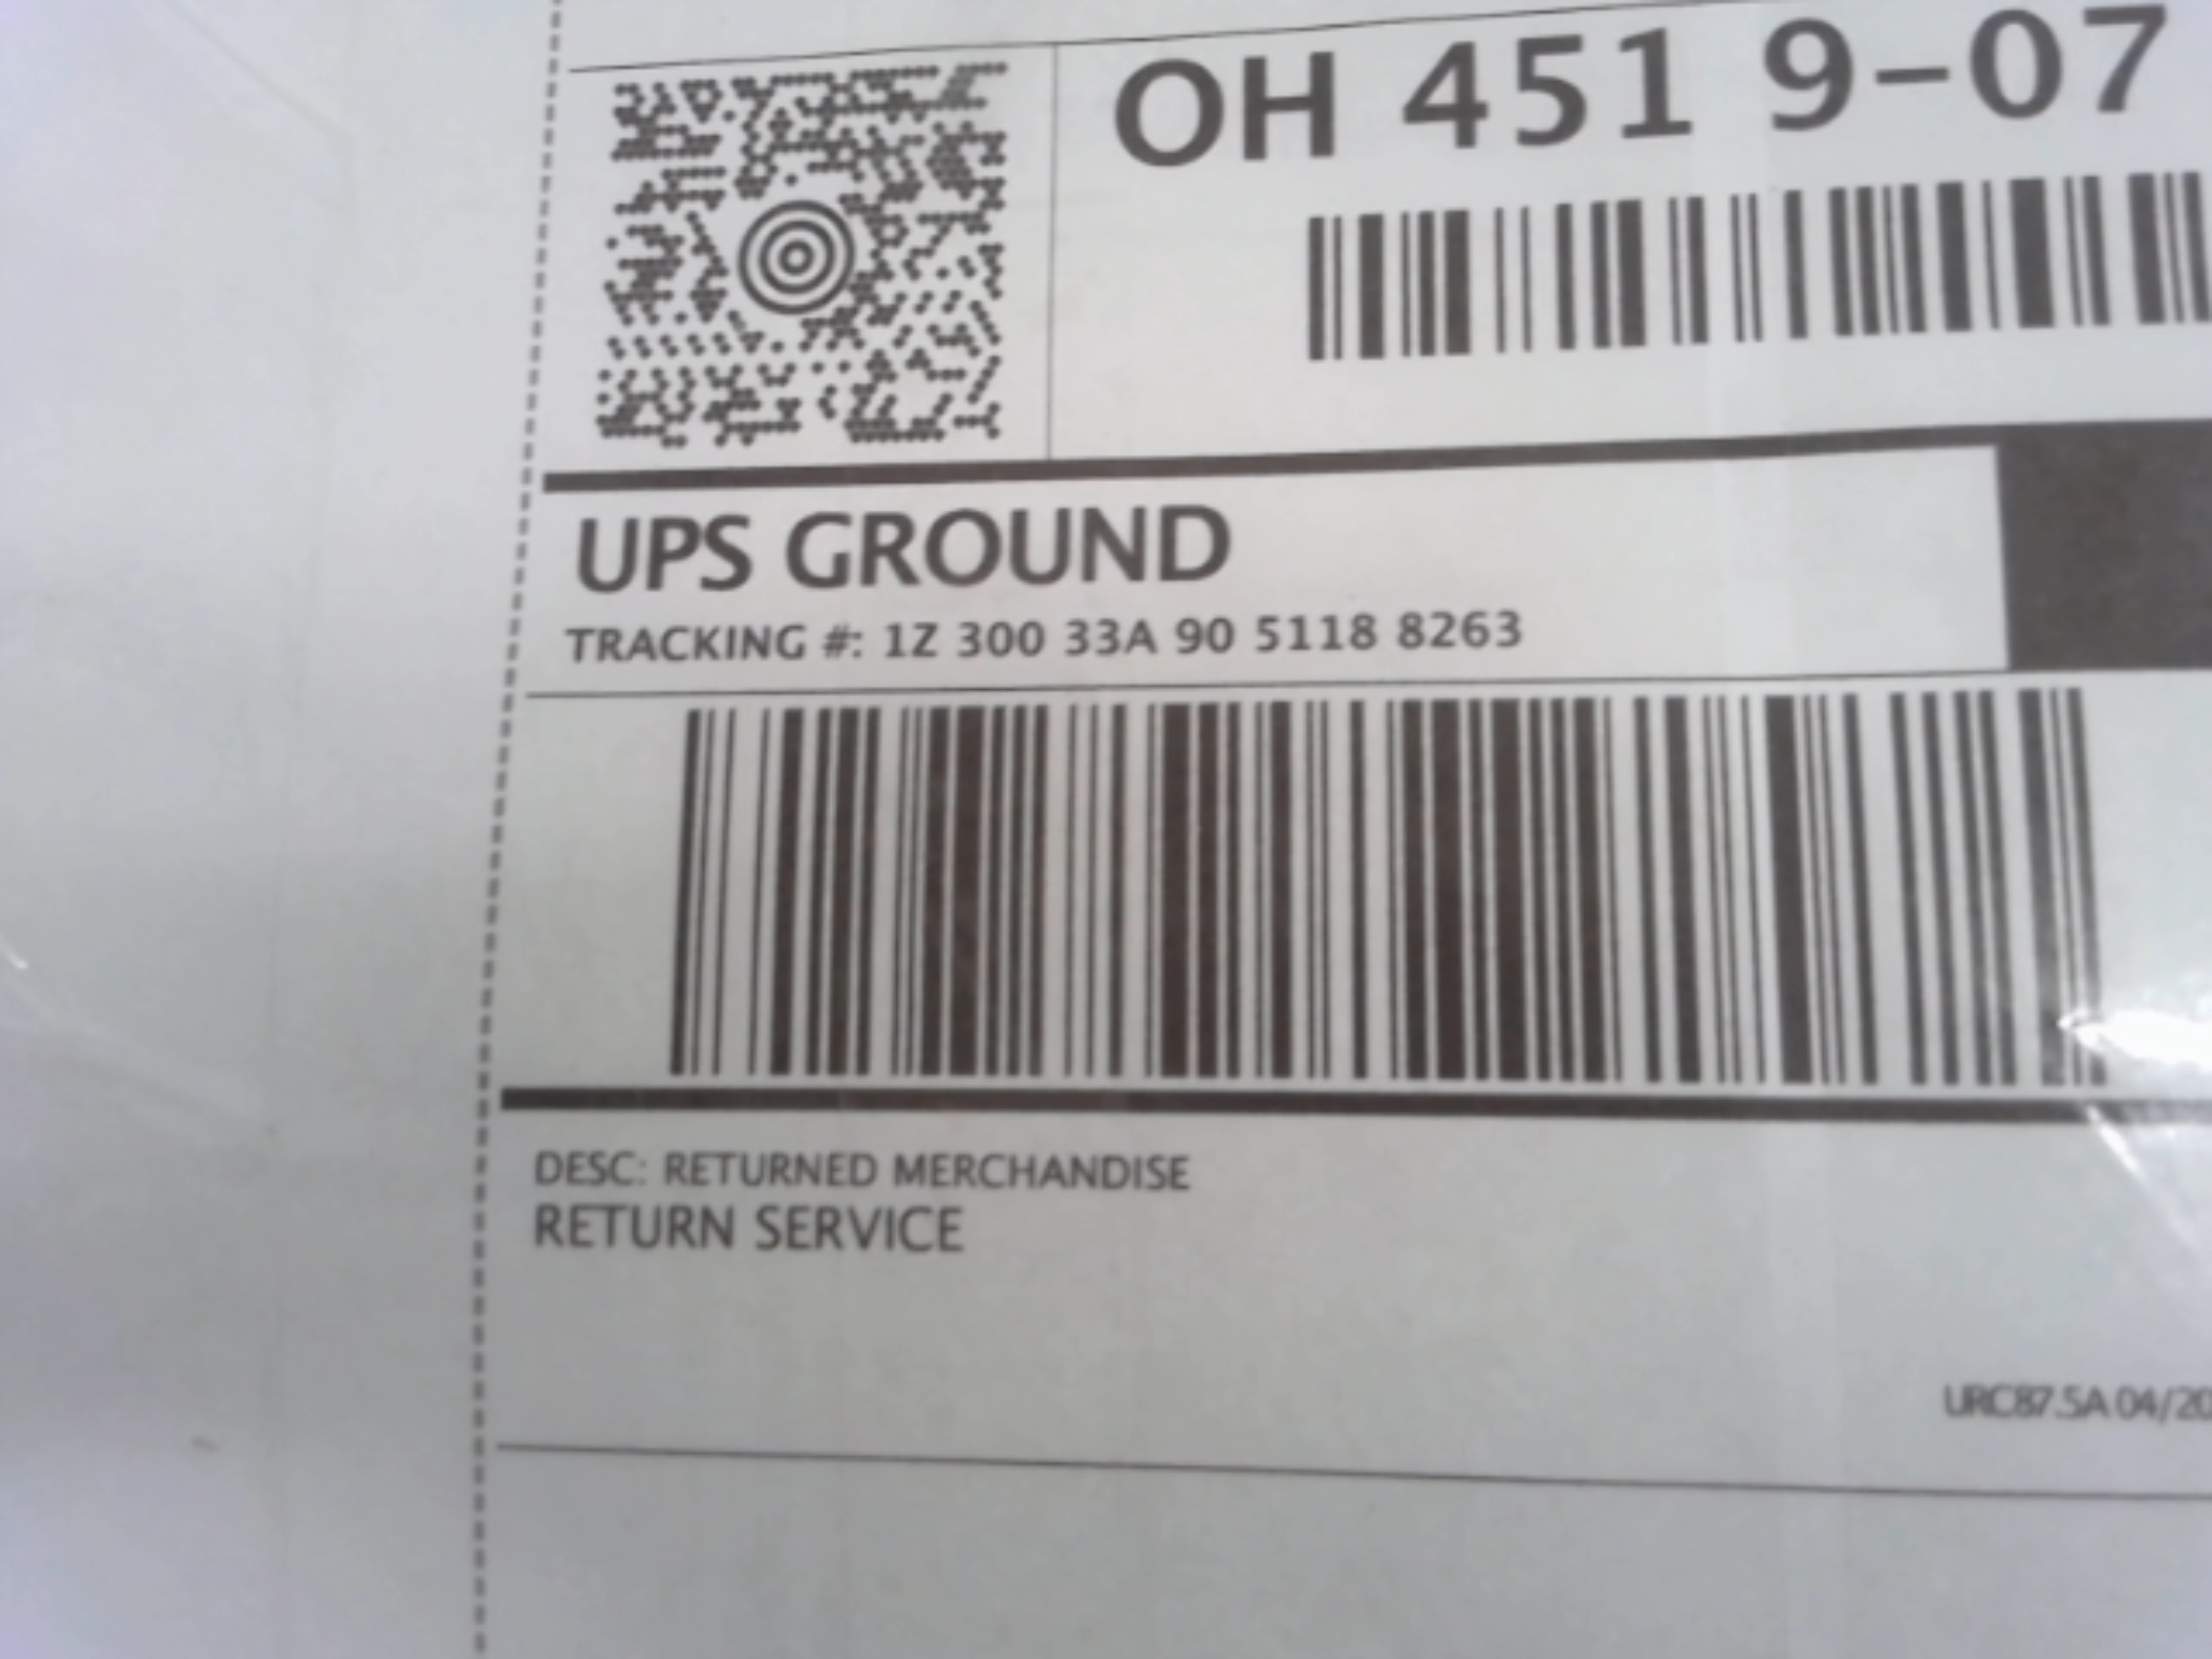 OH 451 9-07
UPS GROUND
TRACKING #: 1Z 300 33A 90 5118 8263
DESC: RETURNED MERCHANDISE
RETURN SERVICE
URC87.5A 04/20